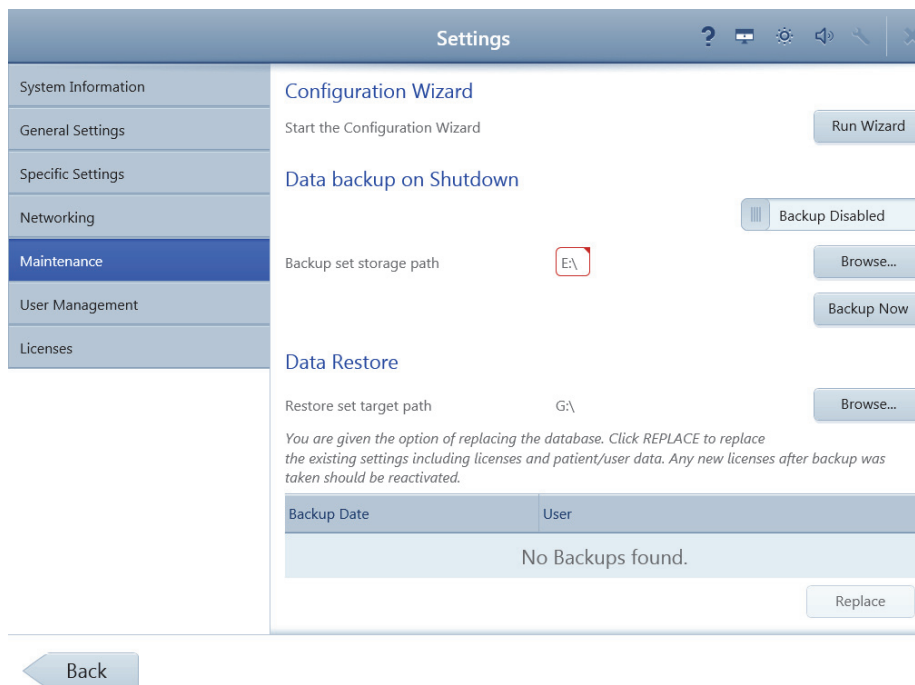 Settings
?
System Information
General Settings
Specific Settings
Networking
Maintenance
User Management
Licenses
Configuration Wizard
Start the Configuration Wizard
Run Wizard
Data backup on Shutdown
Backup Disabled
Backup set storage path
E:\
Browse...
Backup Now
Data Restore
Restore set target path
G:\
Browse...
You are given the option of replacing the database. Click REPLACE to replace
the existing settings including licenses and patient/user data. Any new licenses after backup was
taken should be reactivated.
Backup Date
User
No Backups found.
Replace
Back